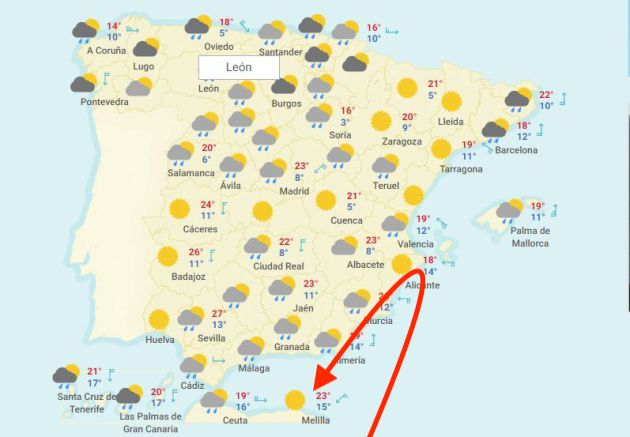 14°
10°
A Coruña
Lugo
18°
5°
Oviedo
Santander
16°
10°
León
León
Burgos
Pontevedra
21°
5°
Lleida
22°
10°
18°
12°
Barcelona
16°
3°
Soria
20°
9°
Zaragoza
19°
11°
Tarragona
20°
6°
Salamanca
Ávila
23°
8°
Madrid
Teruel
24°
11°
Cáceres
21°
5°
Cuenca
19°
12°
Valencia
19°
11°
Palma de
Mallorca
26°
11°
Badajoz
22°
8°
Ciudad Real
23°
8°
Albacete
18°
14°
Alicante
23°
11°
Jaén
12°
Murcia
Huelva
27°
13°
Sevilla
Granada
14°
Almería
Málaga
Cádiz
21°
17°
Santa Cruz de
Tenerife
20°
17°
Las Palmas de
Gran Canaria
19°
16°
Ceuta
23°
15°
Melilla